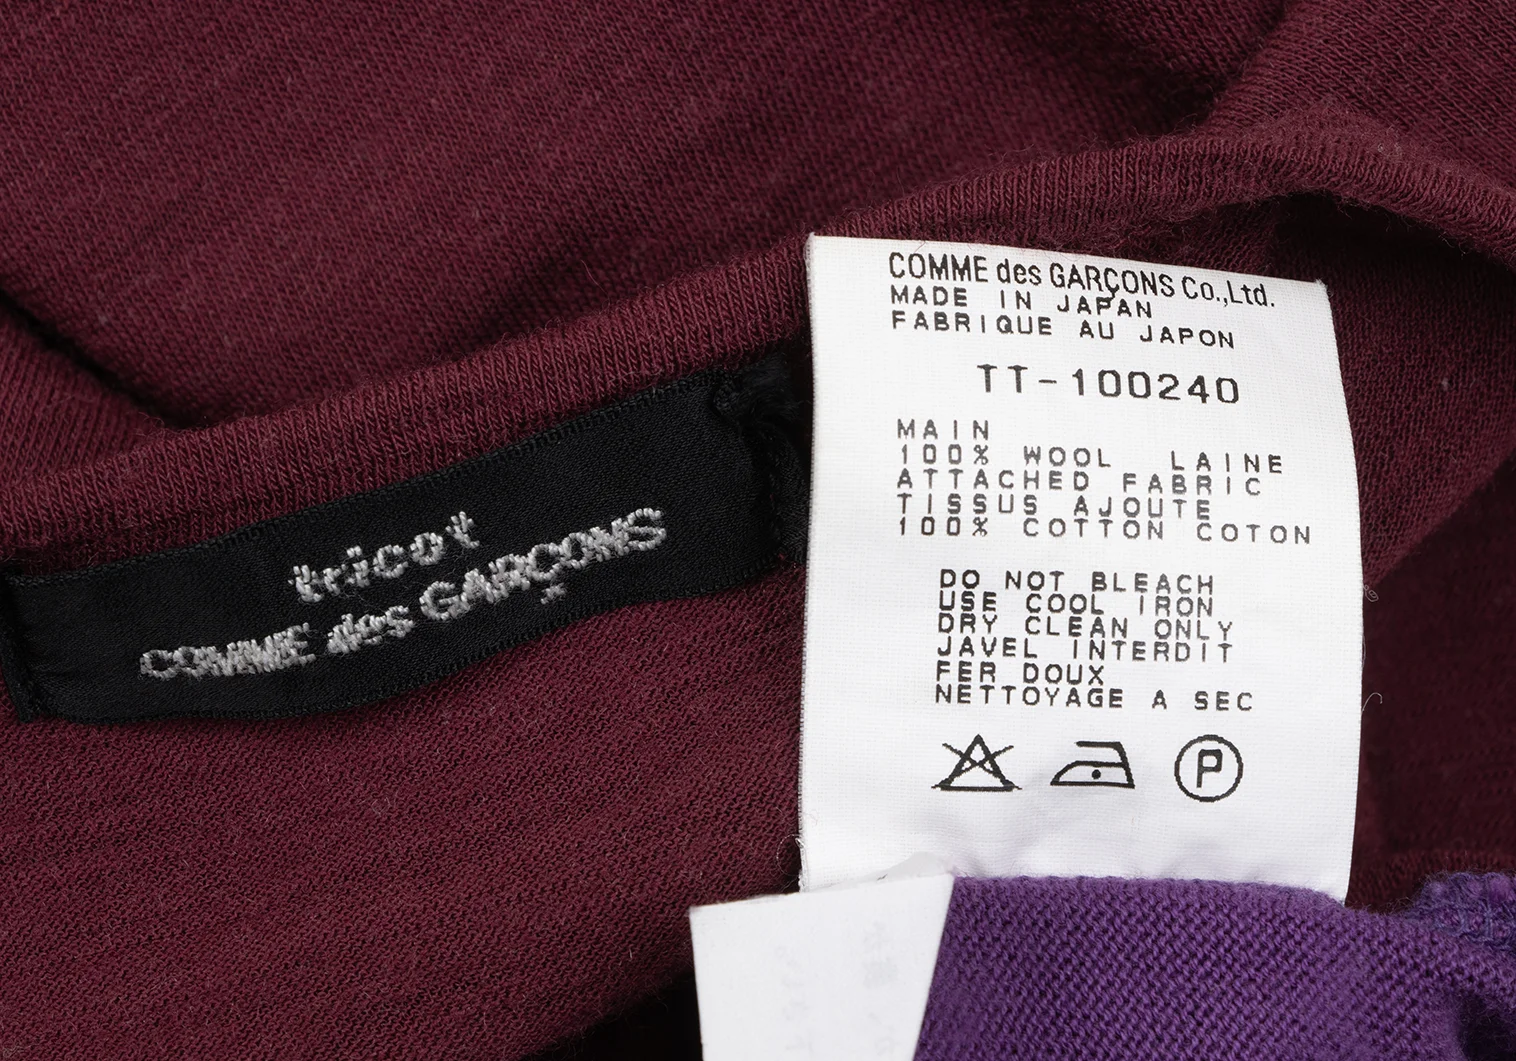 tricot
COMME des GARÇONS
COMME des GARÇONS Co.,Ltd.
MADE IN JAPAN
FABRIQUE AU JAPON
TT-100240
MAIN
100% WOOL LAINE
ATTACHED FABRIC
TISSUS AJOUTE
100% COTTON COTON
DO NOT BLEACH
USE COOL IRON
DRY CLEAN ONLY
JAVEL INTERDIT
FER DOUX
NETTOYAGE A SEC
P